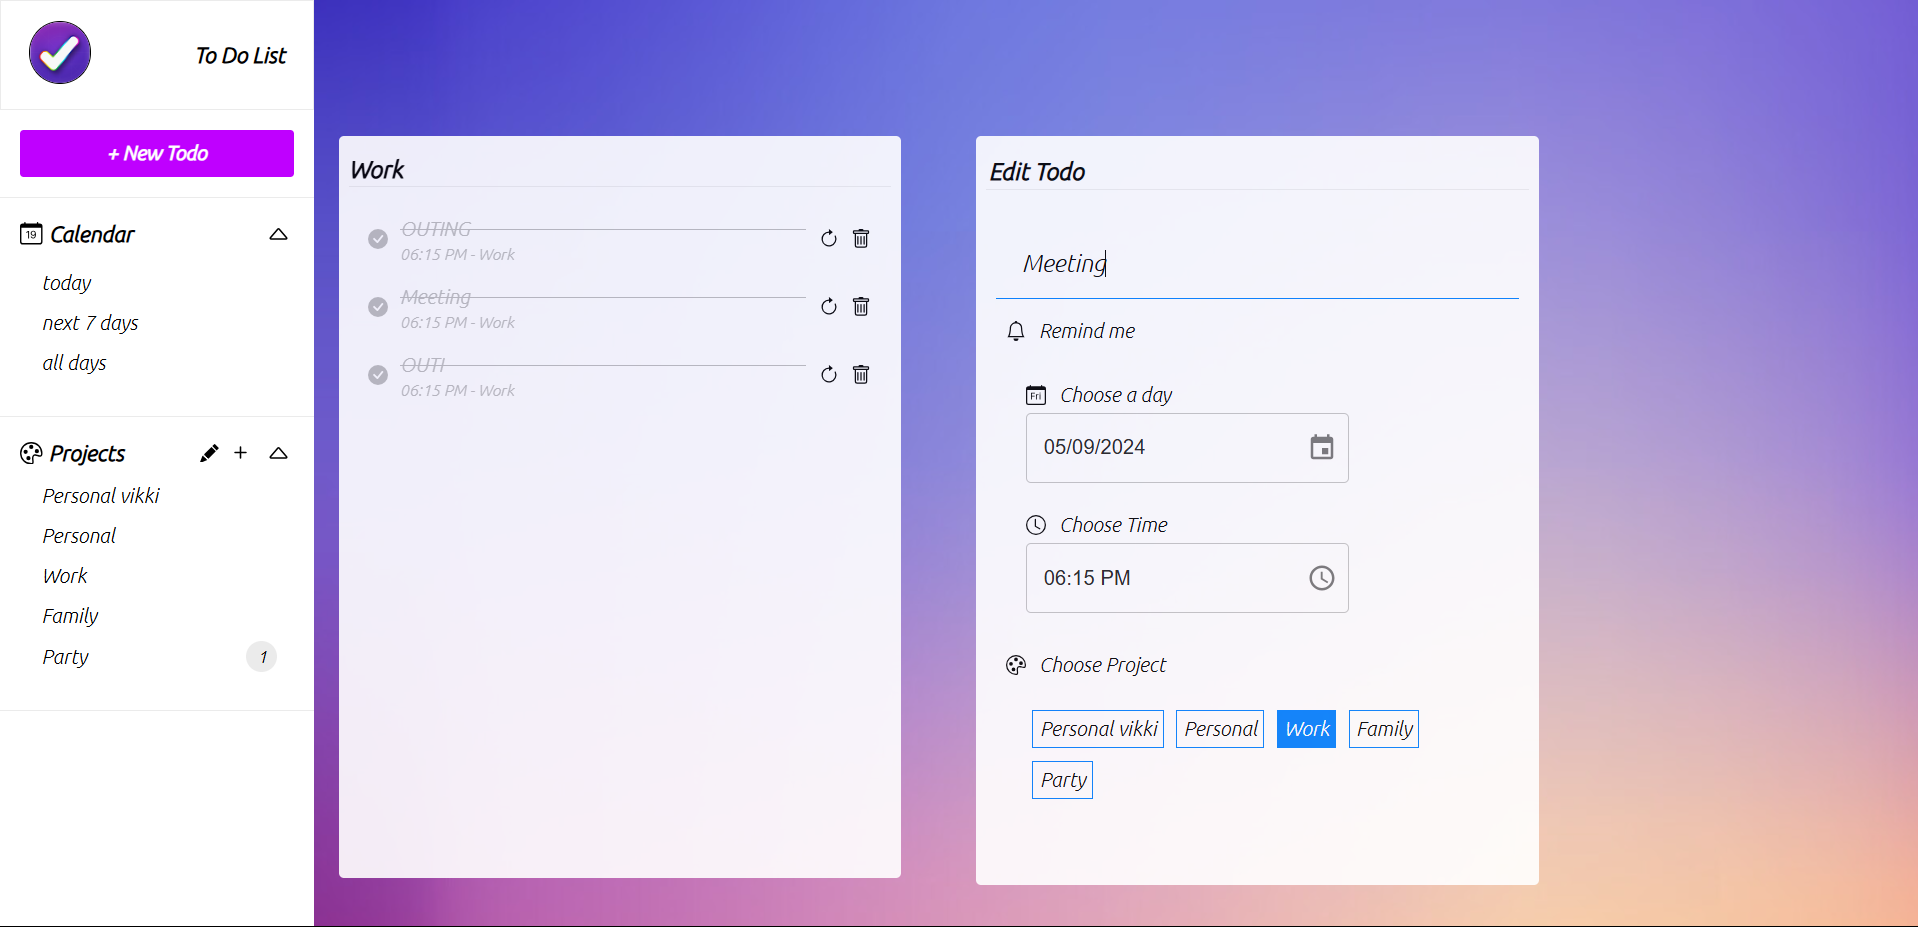 To Do List
+ New Todo
19 Calendar
today
next 7 days
all days
Projects +
Personal vikki
Personal
Work
Family
Party 1
Work
OUTING
06:15 PM - Work
Meeting
06:15 PM - Work
OUTI
06:15 PM - Work
Edit Todo
Meeting
Remind me
Fri Choose a day
05/09/2024
Choose Time
06:15 PM
Choose Project
Personal vikki Personal Work Family
Party